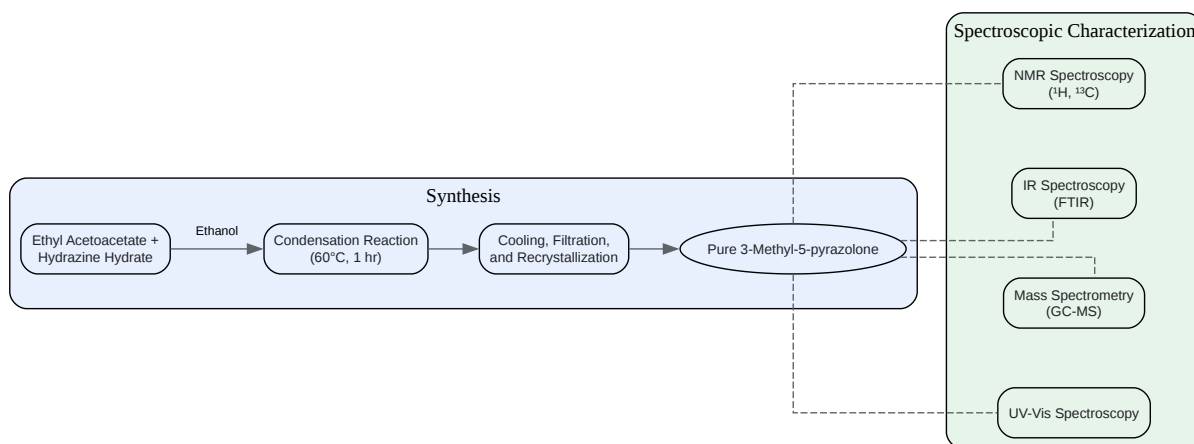 Synthesis
Ethyl Acetoacetate +
Hydrazine Hydrate
Ethanol
Condensation Reaction
(60°C, 1 hr)
Cooling, Filtration,
and Recrystallization
Pure 3-Methyl-5-pyrazolone
Spectroscopic Characterization
NMR Spectroscopy
(¹H, ¹³C)
IR Spectroscopy
(FTIR)
Mass Spectrometry
(GC-MS)
UV-Vis Spectroscopy